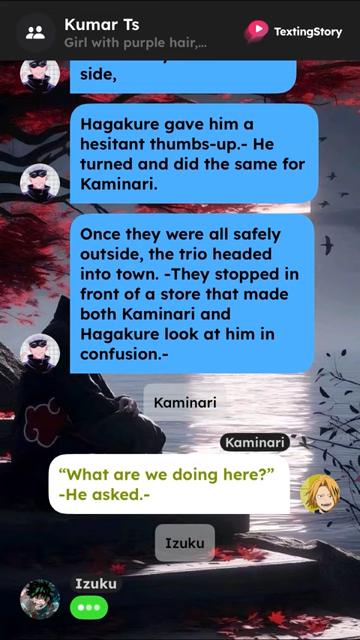 Kumar Ts
Girl with purple hair,...
TextingStory
side,
Hagakure gave him a
hesitant thumbs-up.- He
turned and did the same for
Kaminari.
Once they were all safely
outside, the trio headed
into town. -They stopped in
front of a store that made
both Kaminari and
Hagakure look at him in
confusion.-
Kaminari
Kaminari
“What are we doing here?”
-He asked.-
Izuku
Izuku